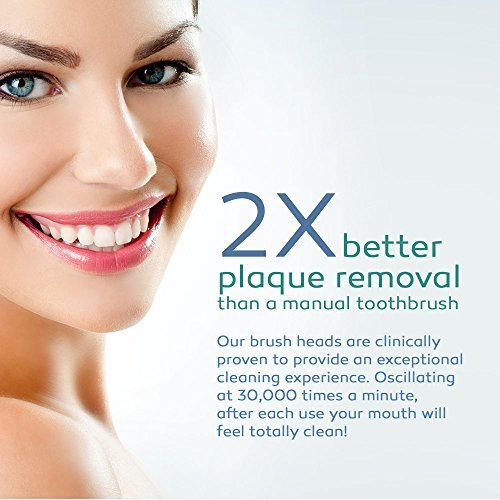 2X better
plaque removal
than a manual toothbrush
Our brush heads are clinically
proven to provide an exceptional
cleaning experience. Oscillating
at 30,000 times a minute,
after each use your mouth will
feel totally clean!